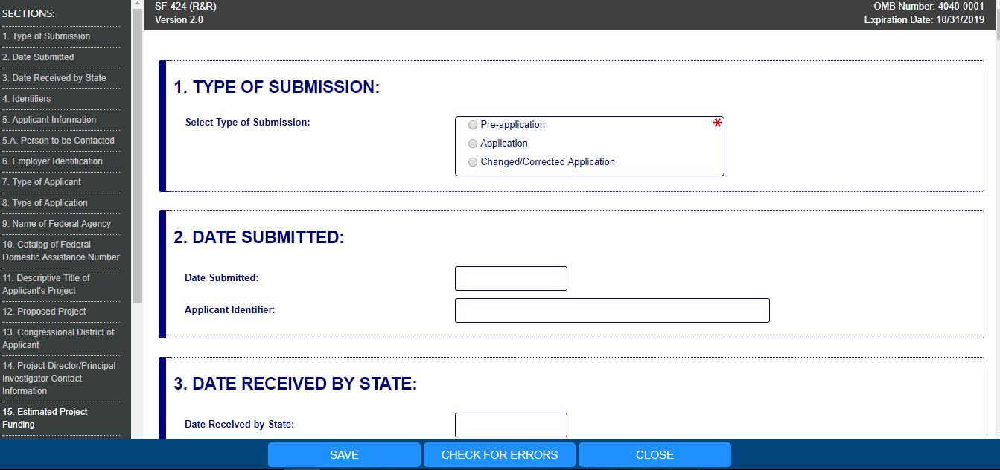 SF-424 (R&R)
Version 2.0
OMB Number: 4040-0001
Expiration Date: 10/31/2019
SECTIONS:
1. Type of Submission
2. Date Submitted
3. Date Received by State
4. Identifiers
5. Applicant Information
5.A. Person to be Contacted
6. Employer Identification
7. Type of Applicant
8. Type of Application
9. Name of Federal Agency
10. Catalog of Federal
Domestic Assistance Number
11. Descriptive Title of
Applicant's Project
12. Proposed Project
13. Congressional District of
Applicant
14. Project Director/Principal
Investigator Contact
Information
15. Estimated Project
Funding
1. TYPE OF SUBMISSION:
Select Type of Submission:
Pre-application
*
Application
Changed/Corrected Application
2. DATE SUBMITTED:
Date Submitted:
Applicant Identifier:
3. DATE RECEIVED BY STATE:
Date Received by State:
SAVE
CHECK FOR ERRORS
CLOSE